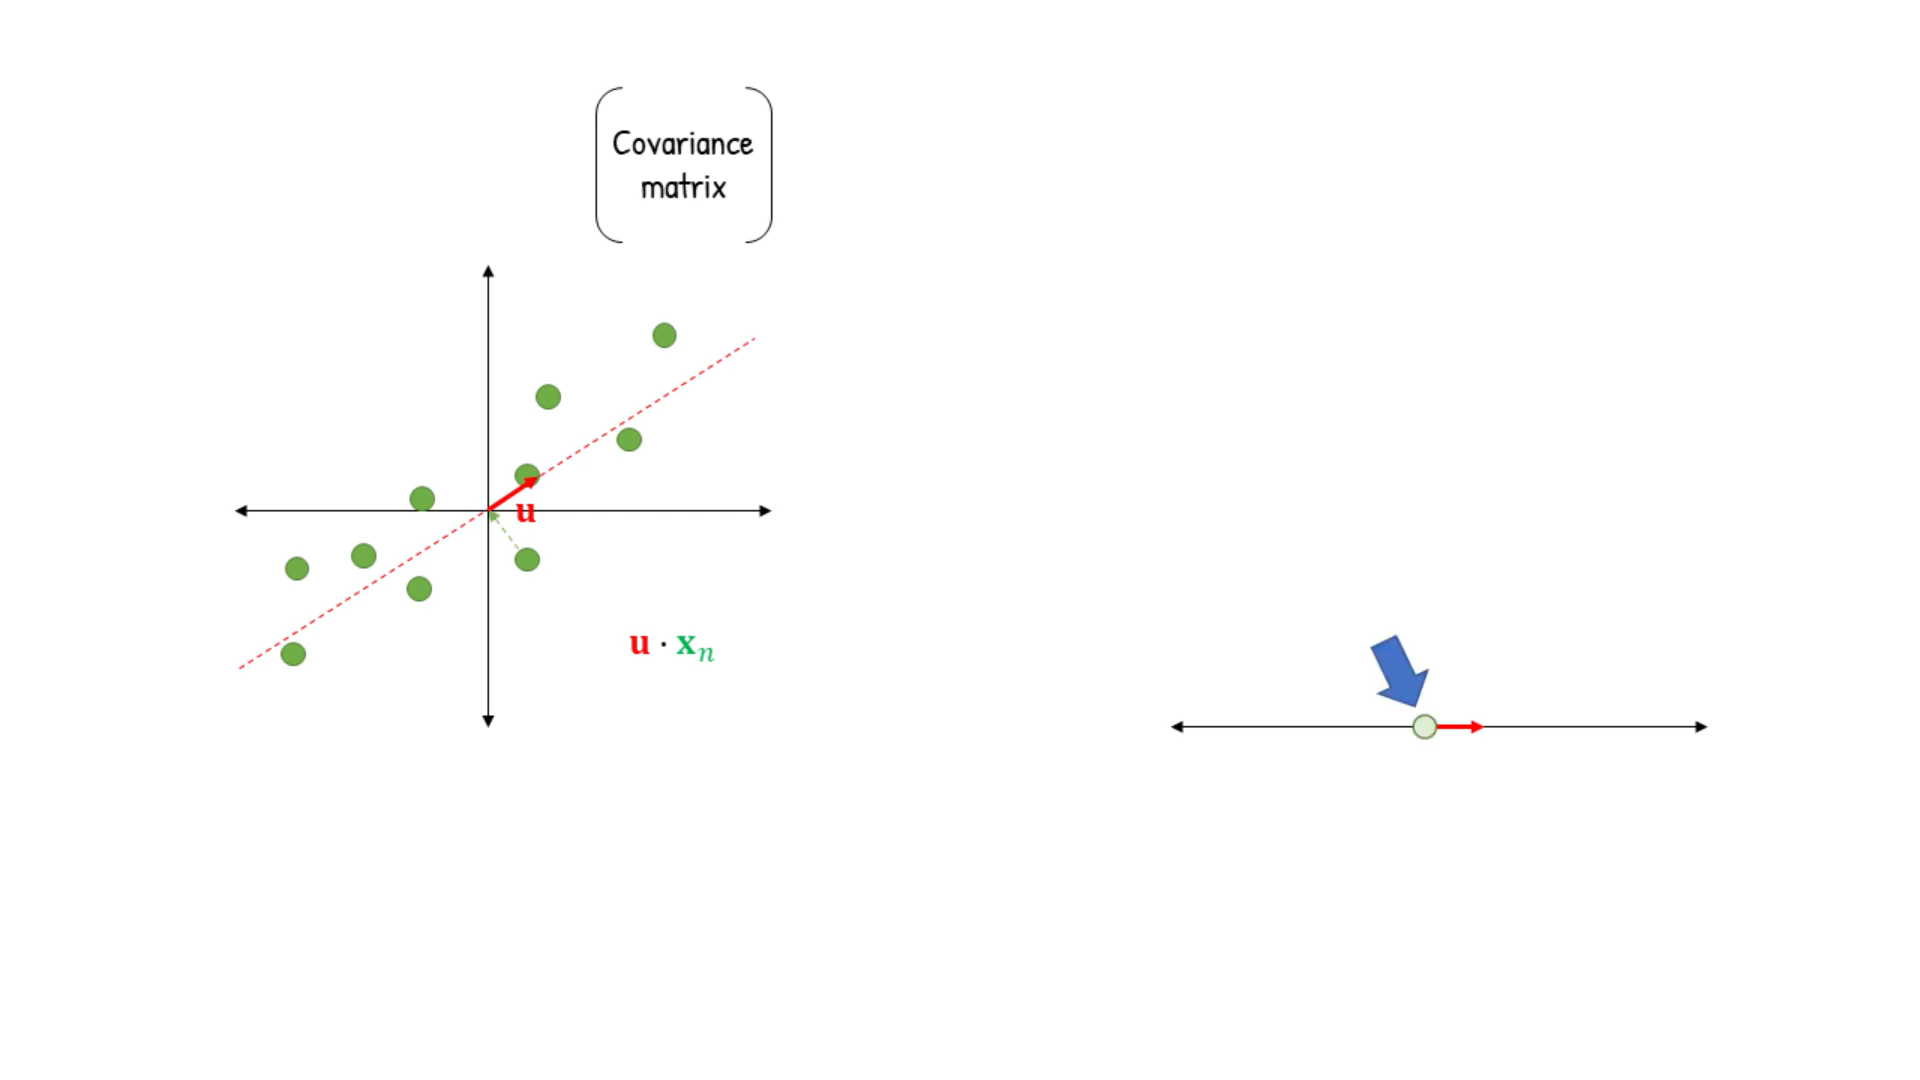 Covariance
matrix
u
u · xₙ